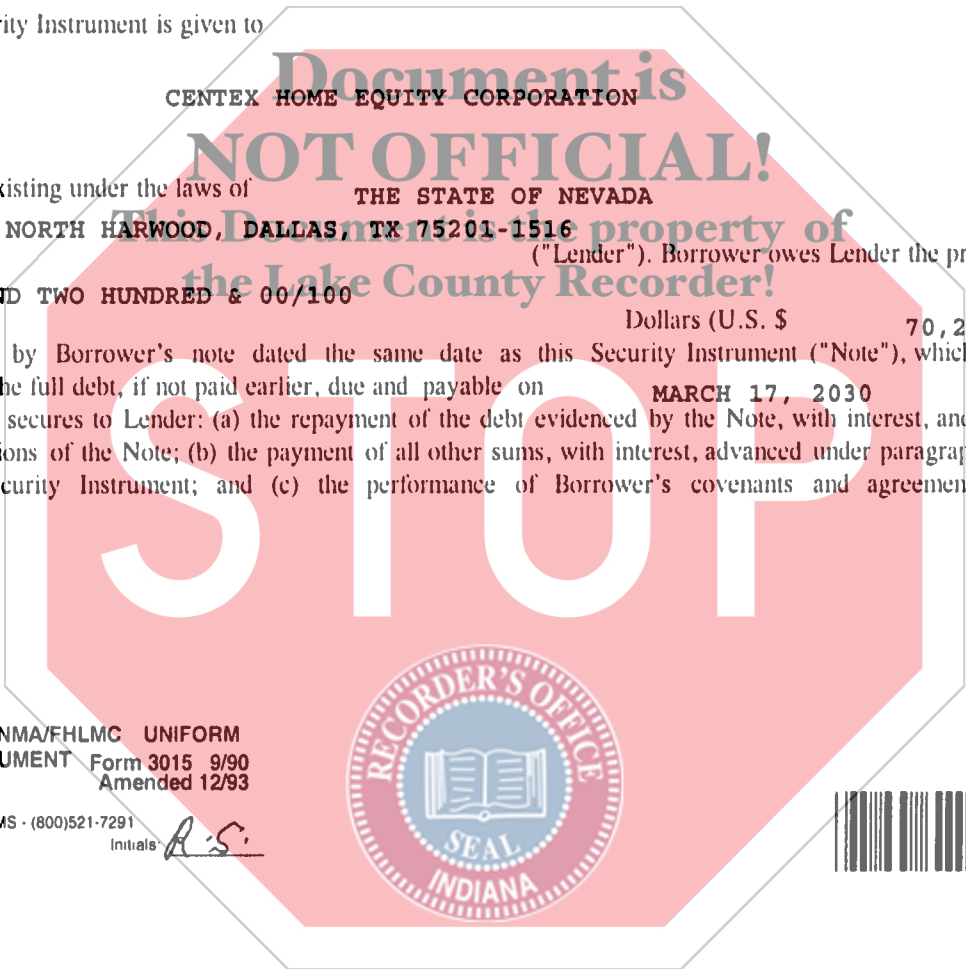 rity Instrument is given to
Document is
CENTEX HOME EQUITY CORPORATION
NOT OFFICIAL!
xisting under the laws of THE STATE OF NEVADA
This Document is the property of
NORTH HARWOOD, DALLAS, TX 75201-1516
("Lender"). Borrower owes Lender the pr
the Lake County Recorder!
ND TWO HUNDRED & 00/100
Dollars (U.S. $ 70,2
by Borrower's note dated the same date as this Security Instrument ("Note"), which
he full debt, if not paid earlier, due and payable on MARCH 17, 2030
secures to Lender: (a) the repayment of the debt evidenced by the Note, with interest, and
ions of the Note; (b) the payment of all other sums, with interest, advanced under paragrap
curity Instrument; and (c) the performance of Borrower's covenants and agreemen
STOP
RECORDER'S OFFICE
SEAL
INDIANA
NMA/FHLMC UNIFORM
UMENT Form 3015 9/90
Amended 12/93
MS - (800)521-7291
Initials: R.S.